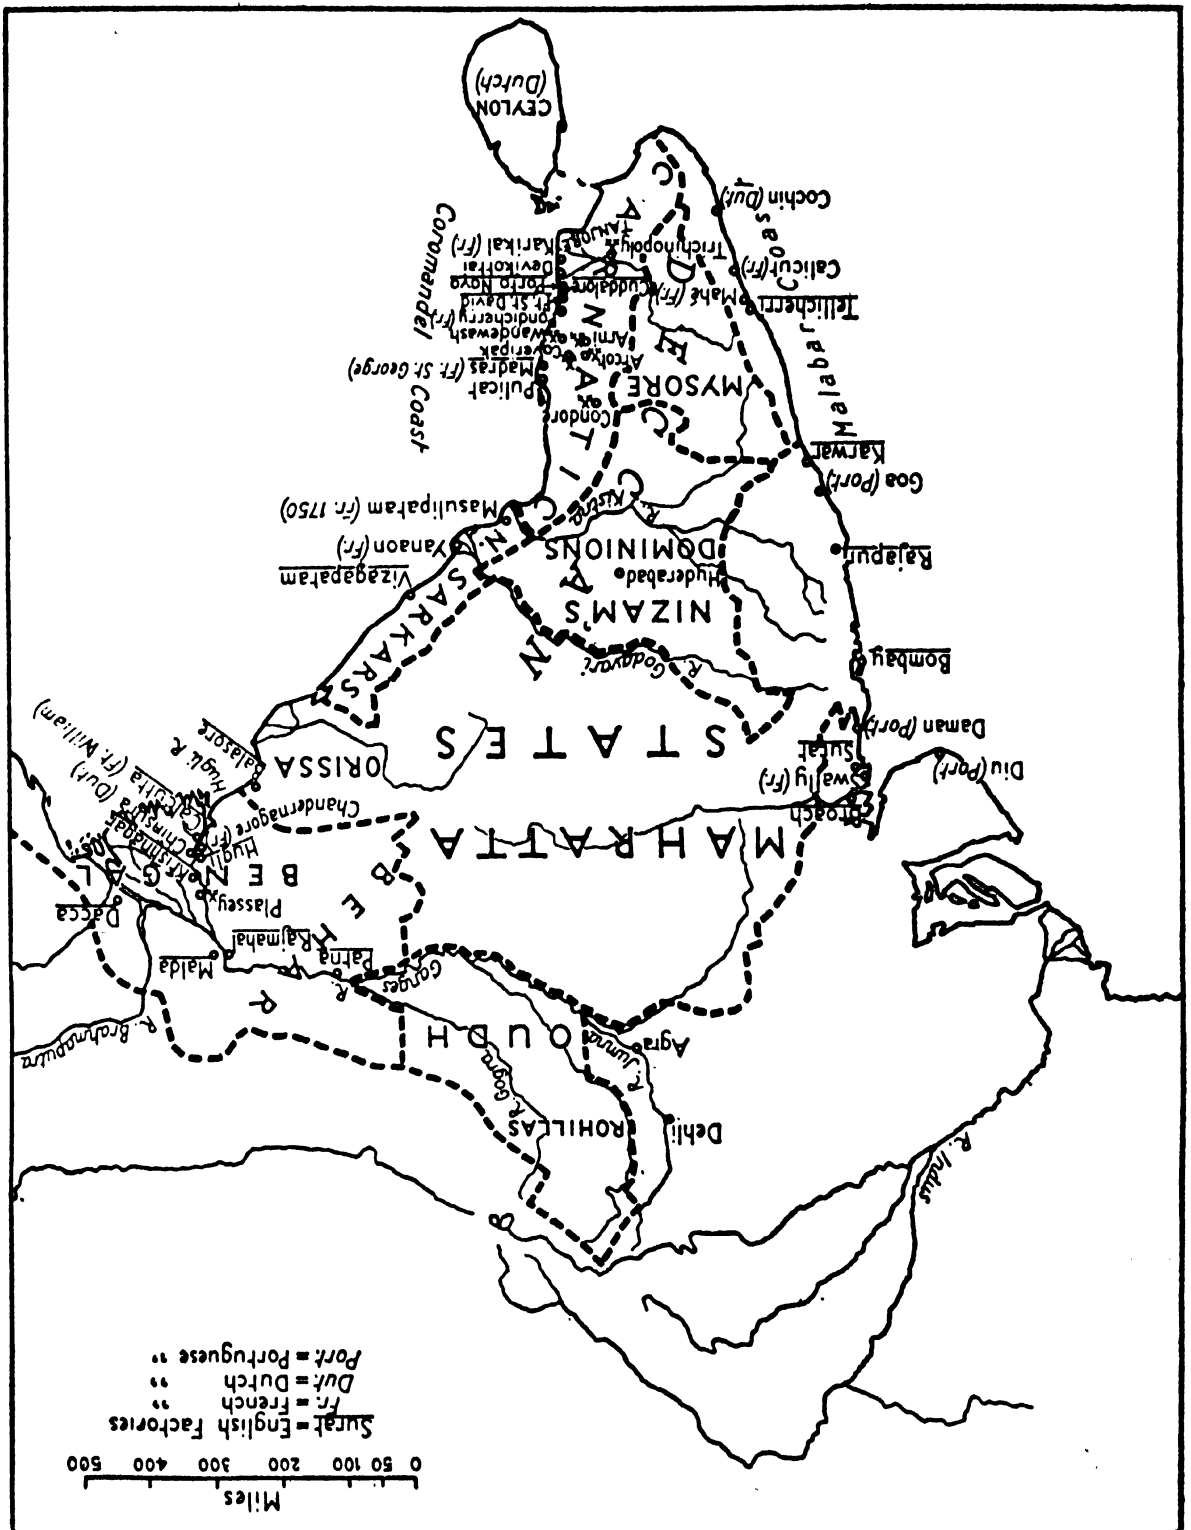 Miles
0 50 100 200 300 400 500
Surat = English Factories
Fr. = French "
Dut. = Dutch "
Port. = Portuguese "
R. Indus
Dehli
ROHILLAS
R. Gogra
Agra
R. Jumna
OUDH
R. Brahmaputra
Ganges R.
Patna
Rajmahal
Malda
BEHAR
Dacca
Plassey
BENGAL
Krishnagar
Hugli
Chinsura (Dut.)
Chandernagore (Fr.)
Calcutta (Ft. William)
Hugli R.
Balasore
MAHRATTA
STATES
ORISSA
Broach
Swally (Fr.)
Surat
Diu (Port.)
Daman (Port.)
Bombay
R. Godavari
NIZAM'S
DOMINIONS
Hyderabad
N. SARKARS
Vizagapatam
Yanaon (Fr.)
Masulipatam (Fr. 1750)
Rajapur
R. Kistna
Goa (Port.)
Karwar
DECCAN
CARNATIC
Malabar Coast
Coromandel Coast
MYSORE
Condore
Pulicat
Madras (Ft. St. George)
Coveripak
Arcot
Arni
Wandewash
Pondicherry (Fr.)
Ft. St. David
Cuddalore
Porto Novo
Devikottai
Karikal (Fr.)
TANJORE
Trichinopoly
Tellicherri
Mahé (Fr.)
Calicut (Fr.)
Cochin (Dut.)
CEYLON
(Dutch)